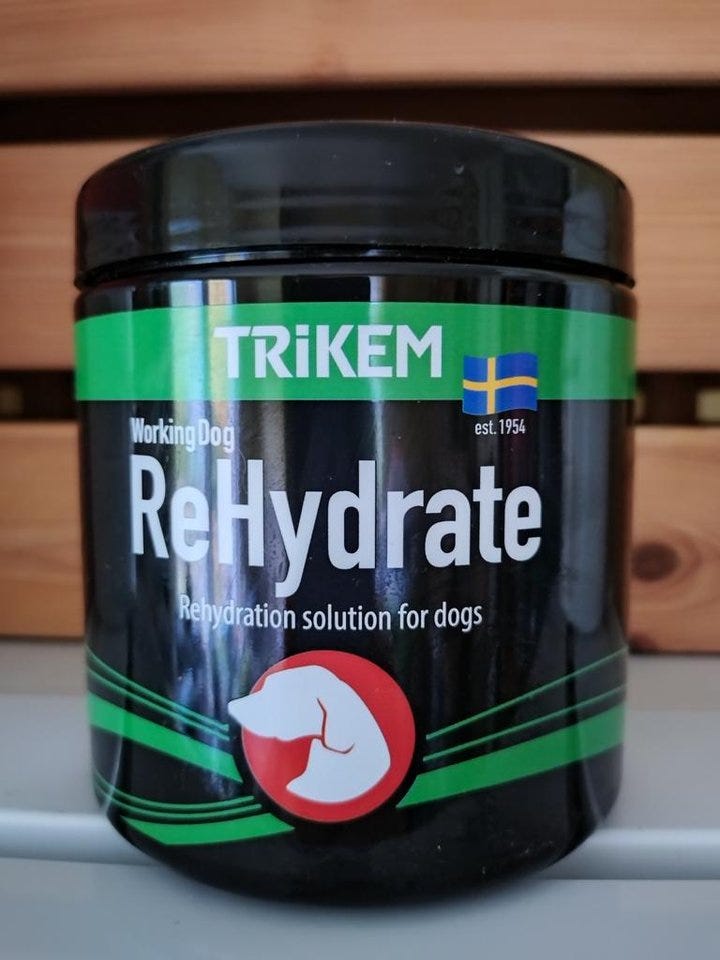 TRiKEM
est. 1954
Working Dog
ReHydrate
Rehydration solution for dogs